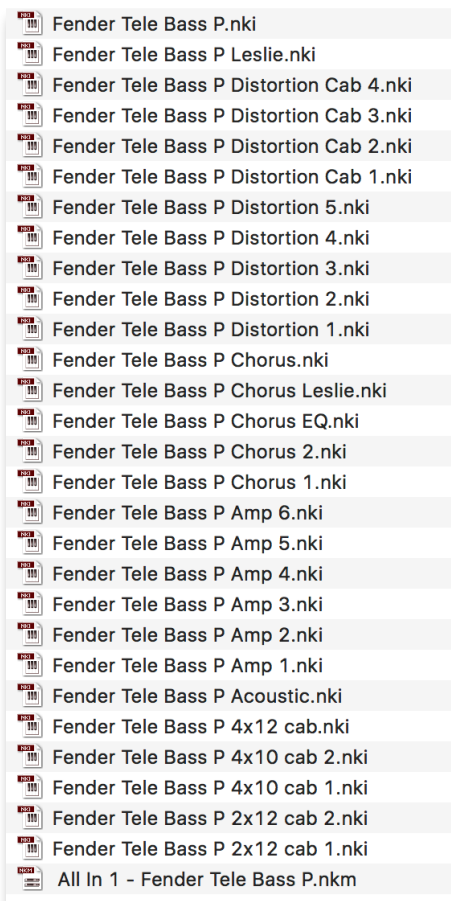 Fender Tele Bass P.nki
Fender Tele Bass P Leslie.nki
Fender Tele Bass P Distortion Cab 4.nki
Fender Tele Bass P Distortion Cab 3.nki
Fender Tele Bass P Distortion Cab 2.nki
Fender Tele Bass P Distortion Cab 1.nki
Fender Tele Bass P Distortion 5.nki
Fender Tele Bass P Distortion 4.nki
Fender Tele Bass P Distortion 3.nki
Fender Tele Bass P Distortion 2.nki
Fender Tele Bass P Distortion 1.nki
Fender Tele Bass P Chorus.nki
Fender Tele Bass P Chorus Leslie.nki
Fender Tele Bass P Chorus EQ.nki
Fender Tele Bass P Chorus 2.nki
Fender Tele Bass P Chorus 1.nki
Fender Tele Bass P Amp 6.nki
Fender Tele Bass P Amp 5.nki
Fender Tele Bass P Amp 4.nki
Fender Tele Bass P Amp 3.nki
Fender Tele Bass P Amp 2.nki
Fender Tele Bass P Amp 1.nki
Fender Tele Bass P Acoustic.nki
Fender Tele Bass P 4x12 cab.nki
Fender Tele Bass P 4x10 cab 2.nki
Fender Tele Bass P 4x10 cab 1.nki
Fender Tele Bass P 2x12 cab 2.nki
Fender Tele Bass P 2x12 cab 1.nki
NKM All In 1 - Fender Tele Bass P.nkm